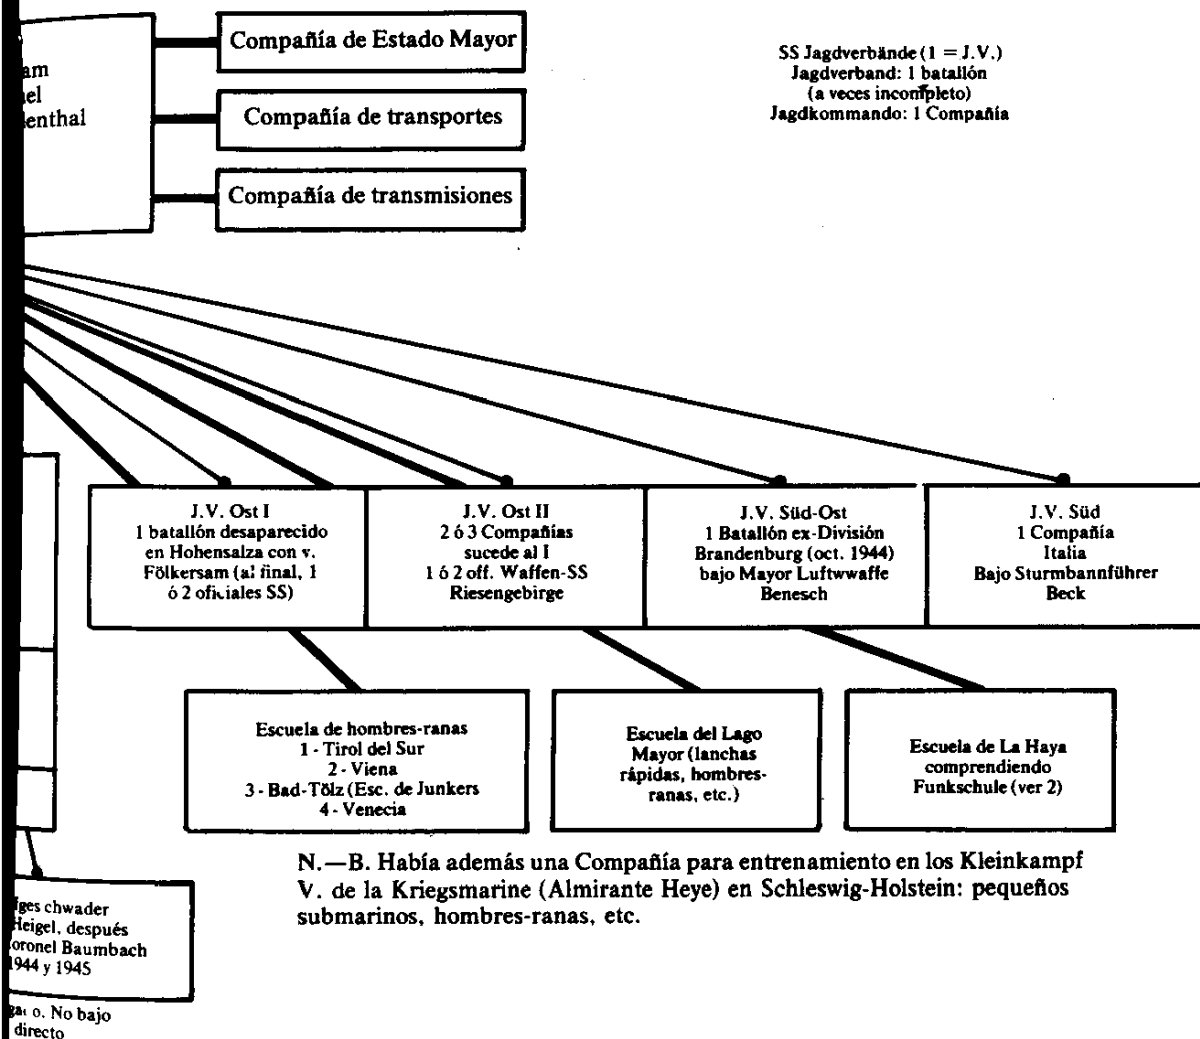 Compañía de Estado Mayor
Compañía de transportes
Compañía de transmisiones
am
el
enthal
SS Jagdverbände (1 = J.V.)
Jagdverband: 1 batallón
(a veces incompleto)
Jagdkommando: 1 Compañía
J.V. Ost I
1 batallón desaparecido
en Hohensalza con v.
Fölkersam (al final, 1
ó 2 oficiales SS)
J.V. Ost II
2 ó 3 Compañías
sucede al I
1 ó 2 off. Waffen-SS
Riesengebirge
J.V. Süd-Ost
1 Batallón ex-División
Brandenburg (oct. 1944)
bajo Mayor Luftwwaffe
Benesch
J.V. Süd
1 Compañía
Italia
Bajo Sturmbannführer
Beck
Escuela de hombres-ranas
1 - Tirol del Sur
2 - Viena
3 - Bad-Tölz (Esc. de Junkers
4 - Venecia
Escuela del Lago
Mayor (lanchas
rápidas, hombres-
ranas, etc.)
Escuela de La Haya
comprendiendo
Funkschule (ver 2)
N.—B. Había además una Compañía para entrenamiento en los Kleinkampf
V. de la Kriegsmarine (Almirante Heye) en Schleswig-Holstein: pequeños
submarinos, hombres-ranas, etc.
ges chwader
Heigel, después
oronel Baumbach
1944 y 1945
o. No bajo
directo